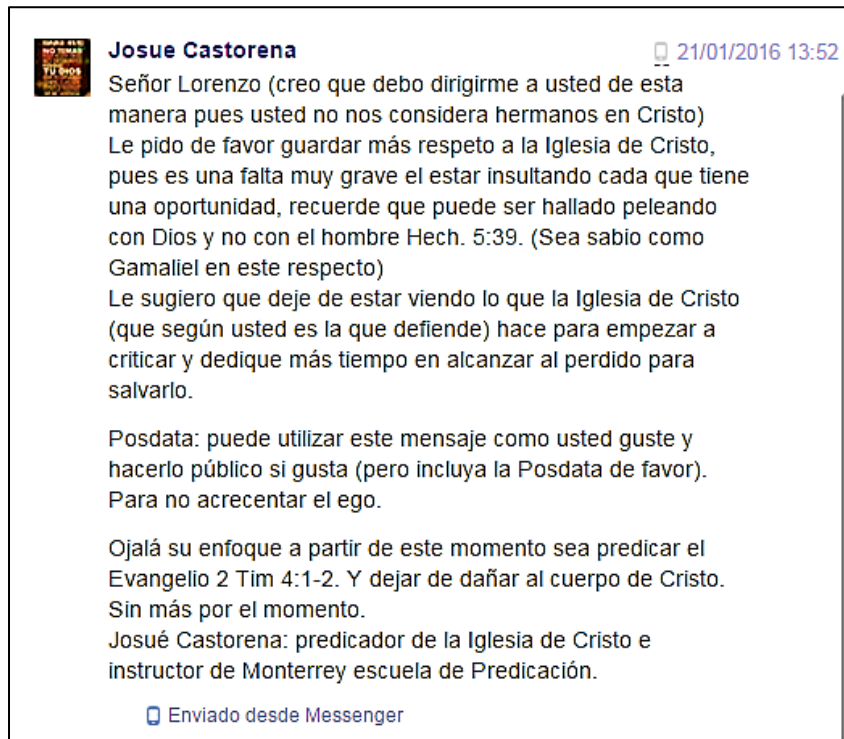 NO TEMAS
TU DIOS
Josue Castorena 21/01/2016 13:52
Señor Lorenzo (creo que debo dirigirme a usted de esta
manera pues usted no nos considera hermanos en Cristo)
Le pido de favor guardar más respeto a la Iglesia de Cristo,
pues es una falta muy grave el estar insultando cada que tiene
una oportunidad, recuerde que puede ser hallado peleando
con Dios y no con el hombre Hech. 5:39. (Sea sabio como
Gamaliel en este respecto)
Le sugiero que deje de estar viendo lo que la Iglesia de Cristo
(que según usted es la que defiende) hace para empezar a
criticar y dedique más tiempo en alcanzar al perdido para
salvarlo.
Posdata: puede utilizar este mensaje como usted guste y
hacerlo público si gusta (pero incluya la Posdata de favor).
Para no acrecentar el ego.
Ojalá su enfoque a partir de este momento sea predicar el
Evangelio 2 Tim 4:1-2. Y dejar de dañar al cuerpo de Cristo.
Sin más por el momento.
Josué Castorena: predicador de la Iglesia de Cristo e
instructor de Monterrey escuela de Predicación.
Enviado desde Messenger